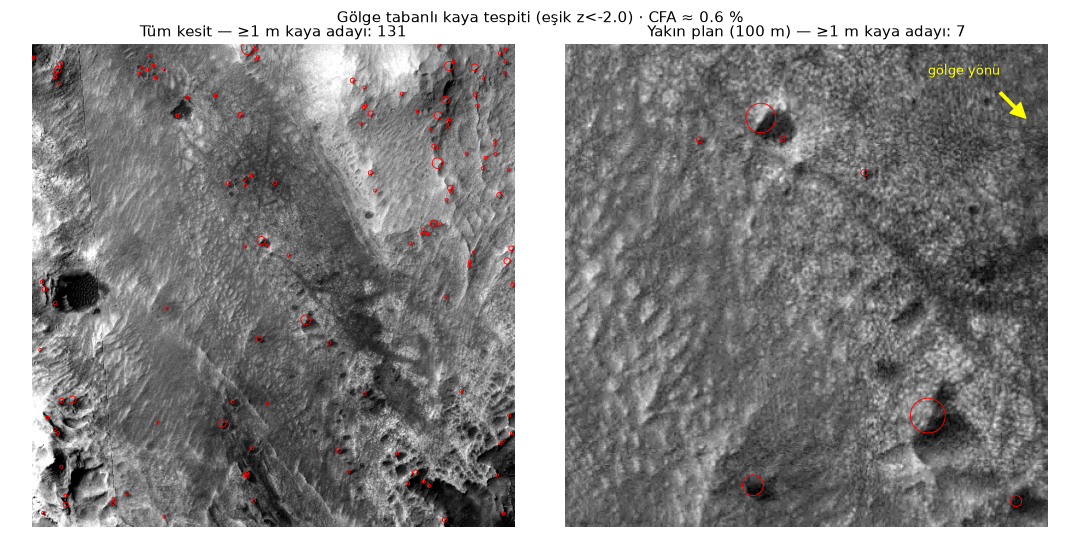 Gölge tabanlı kaya tespiti (eşik z<-2.0) · CFA ≈ 0.6 %
Tüm kesit — ≥1 m kaya adayı: 131
Yakın plan (100 m) — ≥1 m kaya adayı: 7
gölge yönü